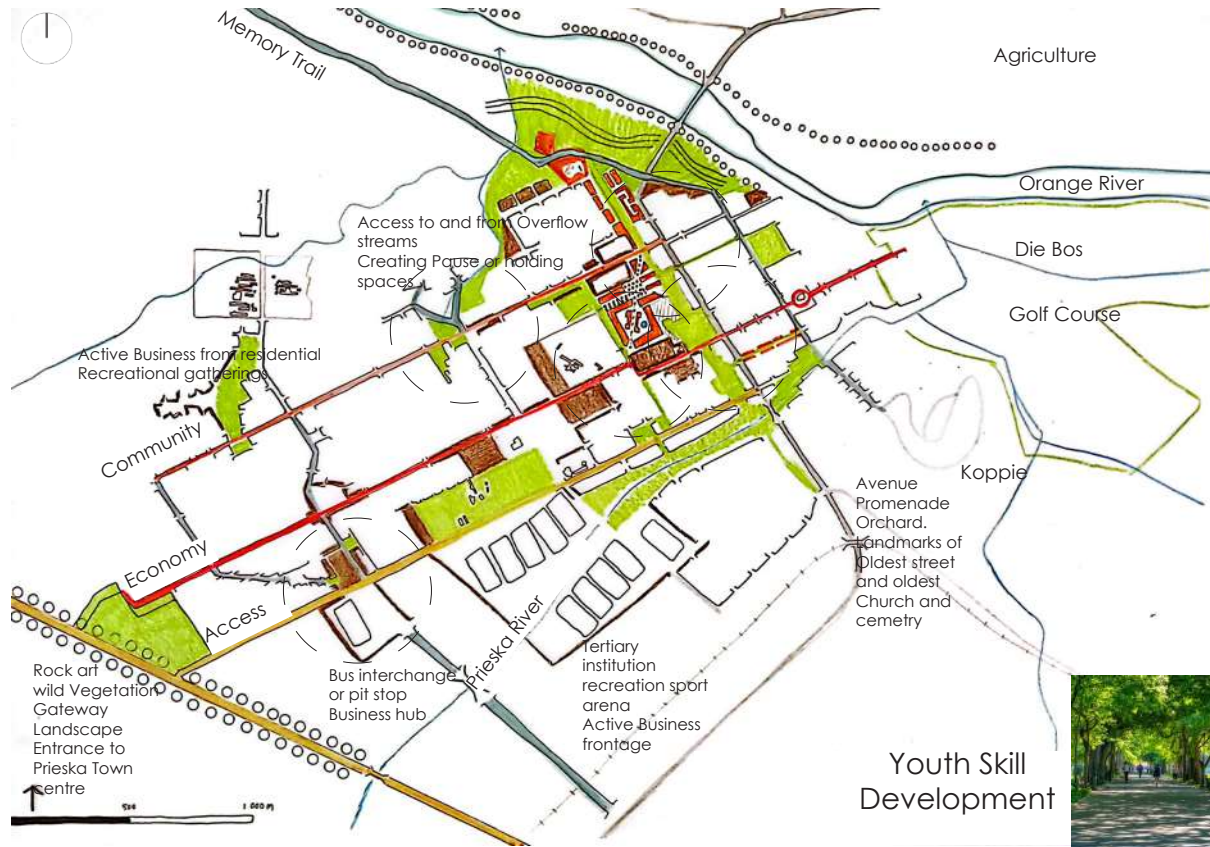 Memory Trail
Agriculture
Orange River
Die Bos
Golf Course
Access to and from Overflow
streams
Creating Pause or holding
spaces
Active Business from residential
Recreational gatherings
Community
Economy
Access
Koppie
Avenue
Promenade
Orchard.
Landmarks of
Oldest street
and oldest
Church and
cemetry
Prieska River
Rock art
wild Vegetation
Gateway
Landscape
Entrance to
Prieska Town
centre
Bus interchange
or pit stop
Business hub
Tertiary
institution
recreation sport
arena
Active Business
frontage
500
1 000 M
Youth Skill
Development